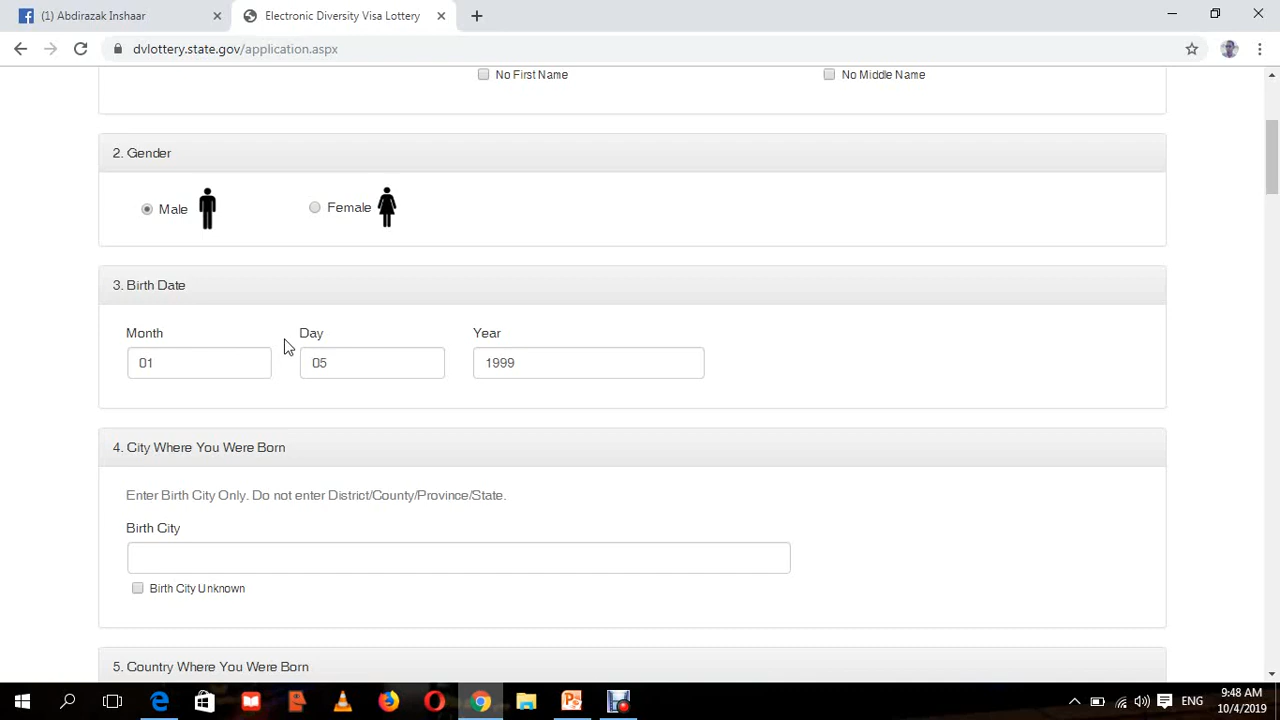 (1) Abdirazak Inshaar
Electronic Diversity Visa Lottery
dvlottery.state.gov/application.aspx
No First Name
No Middle Name
2. Gender
Male
Female
3. Birth Date
Month
Day
Year
01
05
1999
4. City Where You Were Born
Enter Birth City Only. Do not enter District/County/Province/State.
Birth City
Birth City Unknown
5. Country Where You Were Born
ENG
9:48 AM
10/4/2019